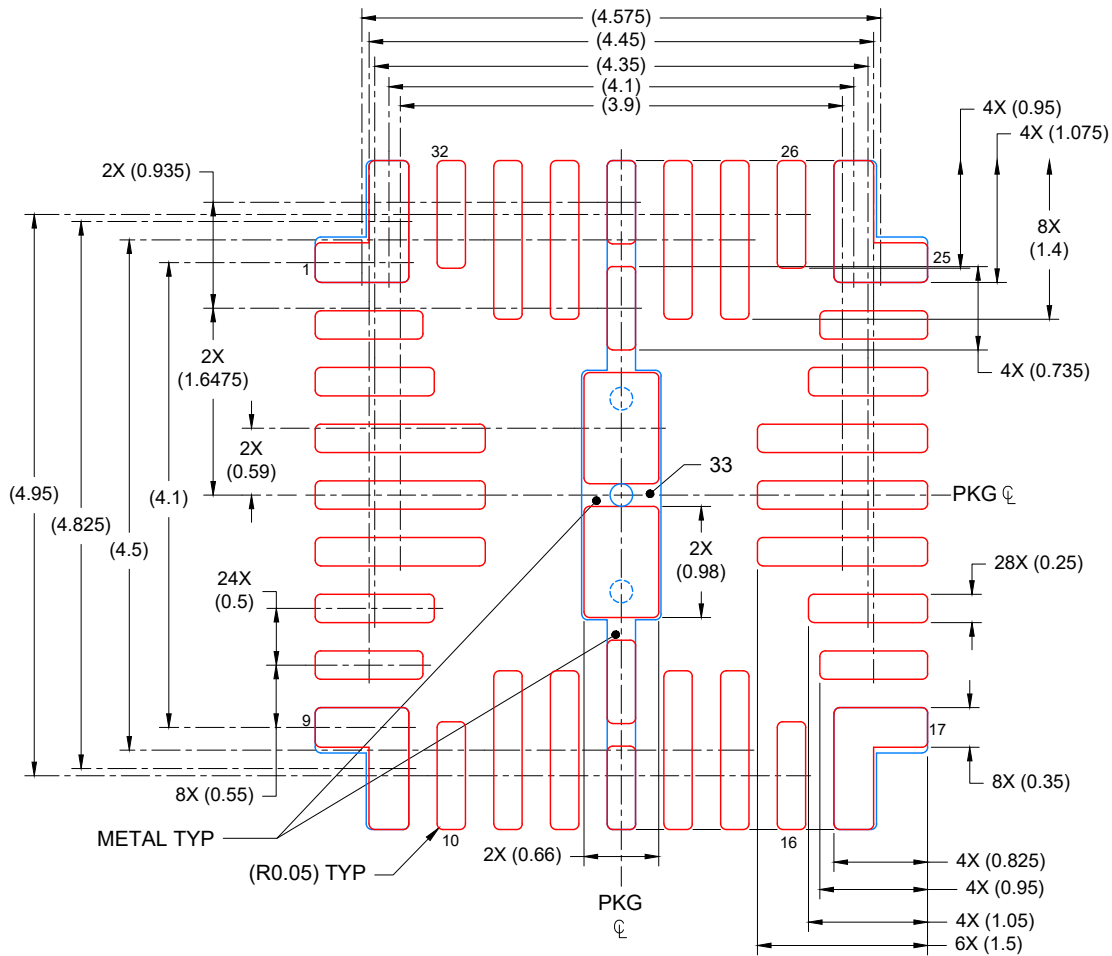 (4.575)
(4.45)
(4.35)
(4.1)
(3.9)
4X (0.95)
4X (1.075)
32
26
2X (0.935)
8X
(1.4)
1
25
2X
(1.6475)
4X (0.735)
2X
(0.59)
33
(4.95)
(4.825)
(4.5)
(4.1)
PKG ℄
2X
(0.98)
28X (0.25)
24X
(0.5)
9
17
8X (0.55)
8X (0.35)
METAL TYP
10
16
(R0.05) TYP
2X (0.66)
4X (0.825)
4X (0.95)
PKG
℄
4X (1.05)
6X (1.5)